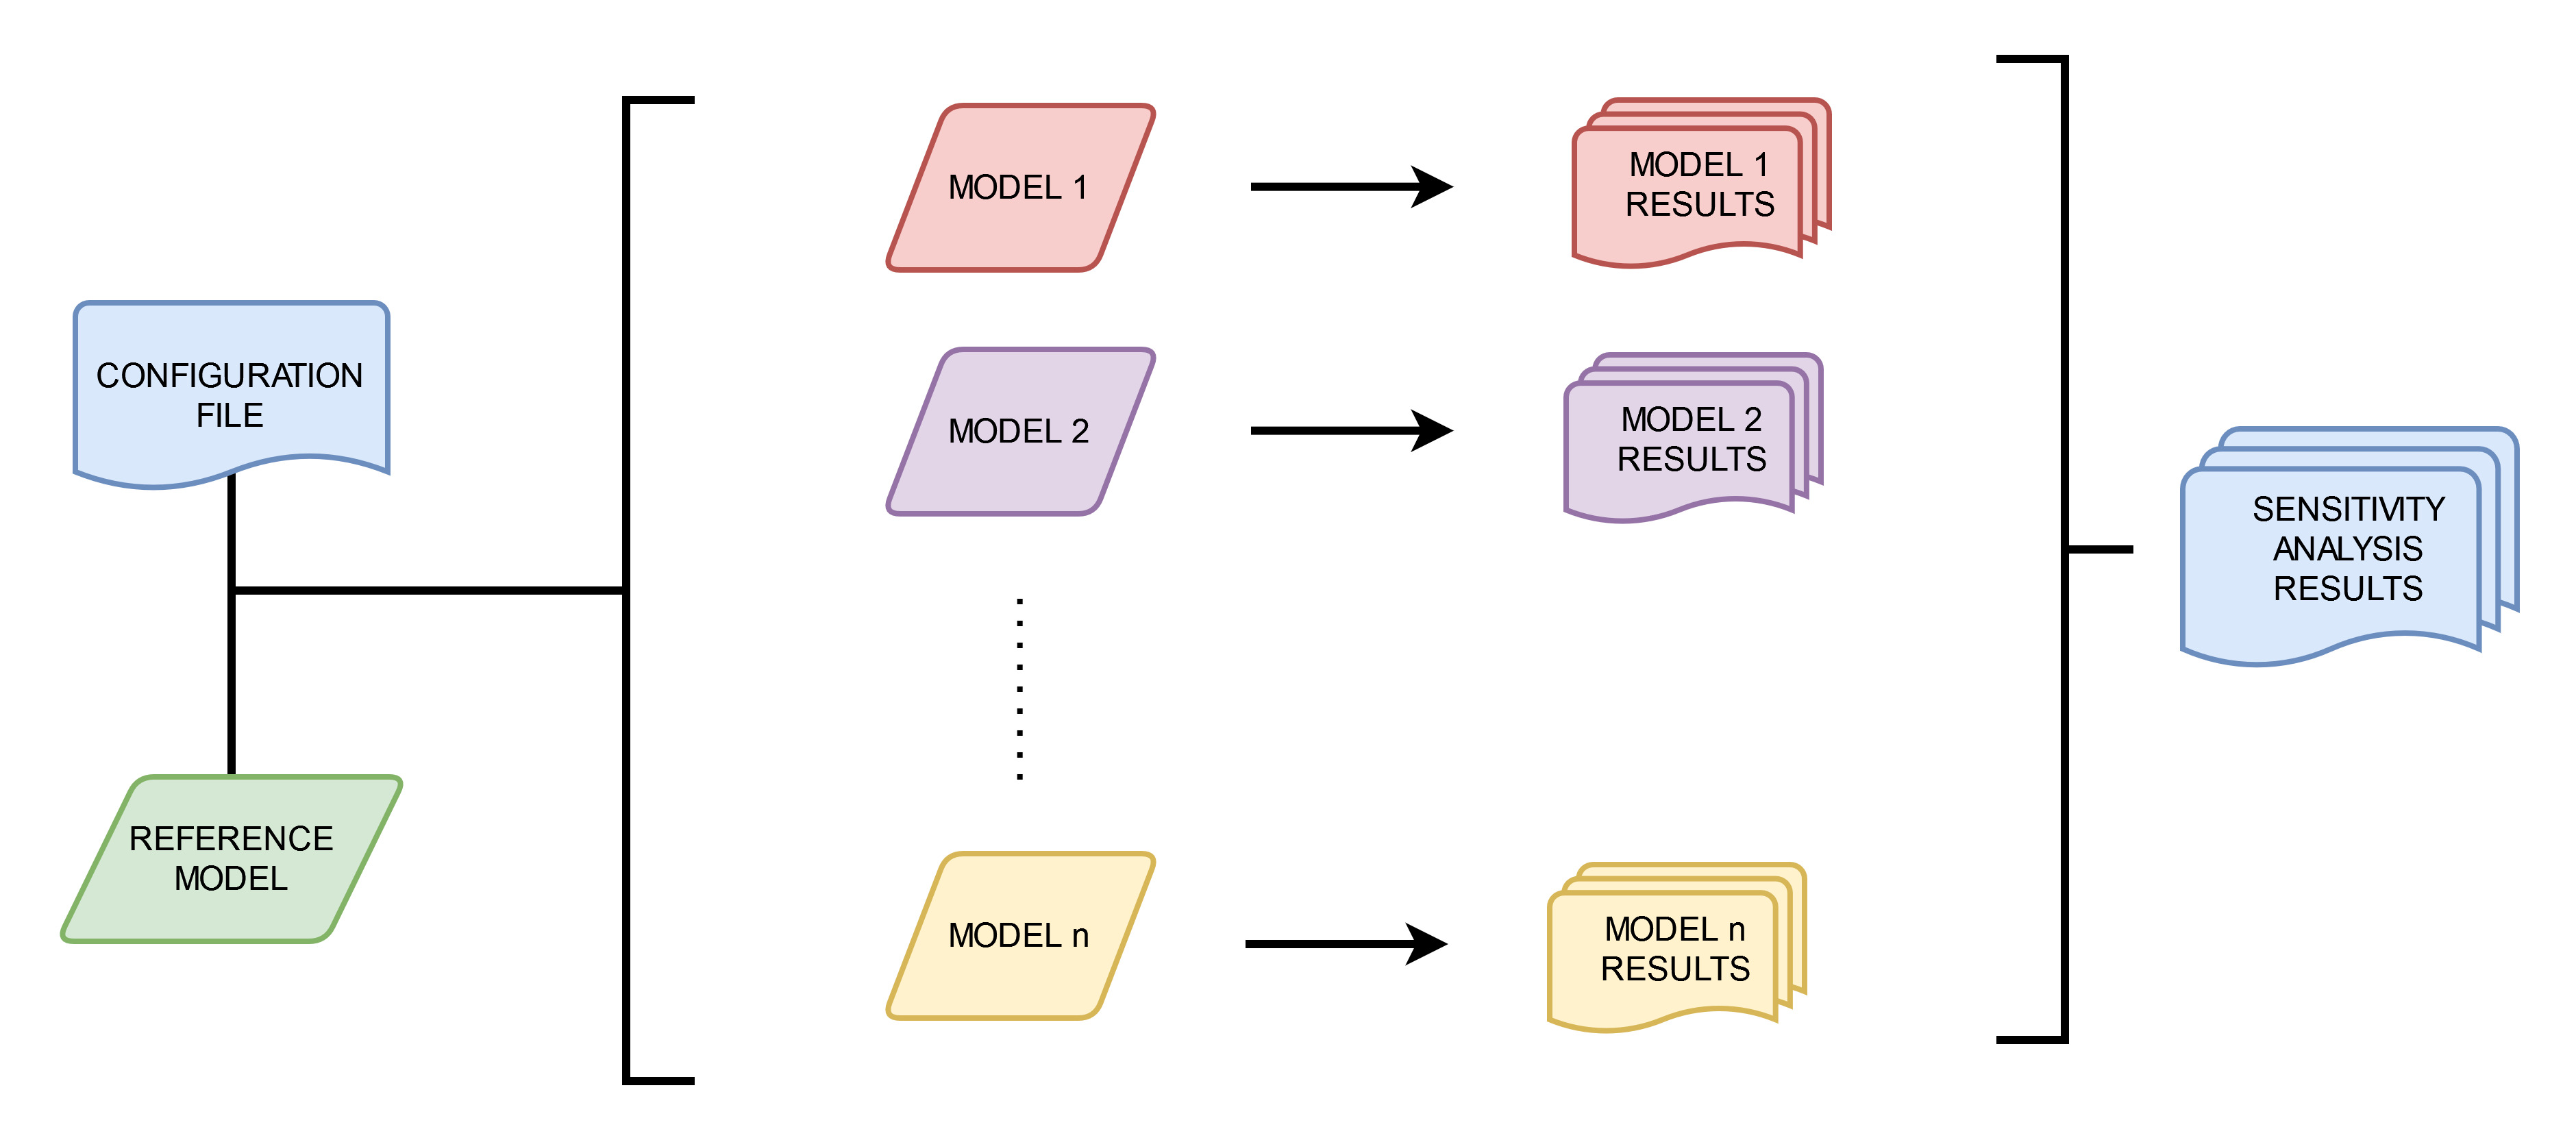 CONFIGURATION
FILE
REFERENCE
MODEL
MODEL 1
MODEL 1
RESULTS
MODEL 2
MODEL 2
RESULTS
MODEL n
MODEL n
RESULTS
SENSITIVITY
ANALYSIS
RESULTS